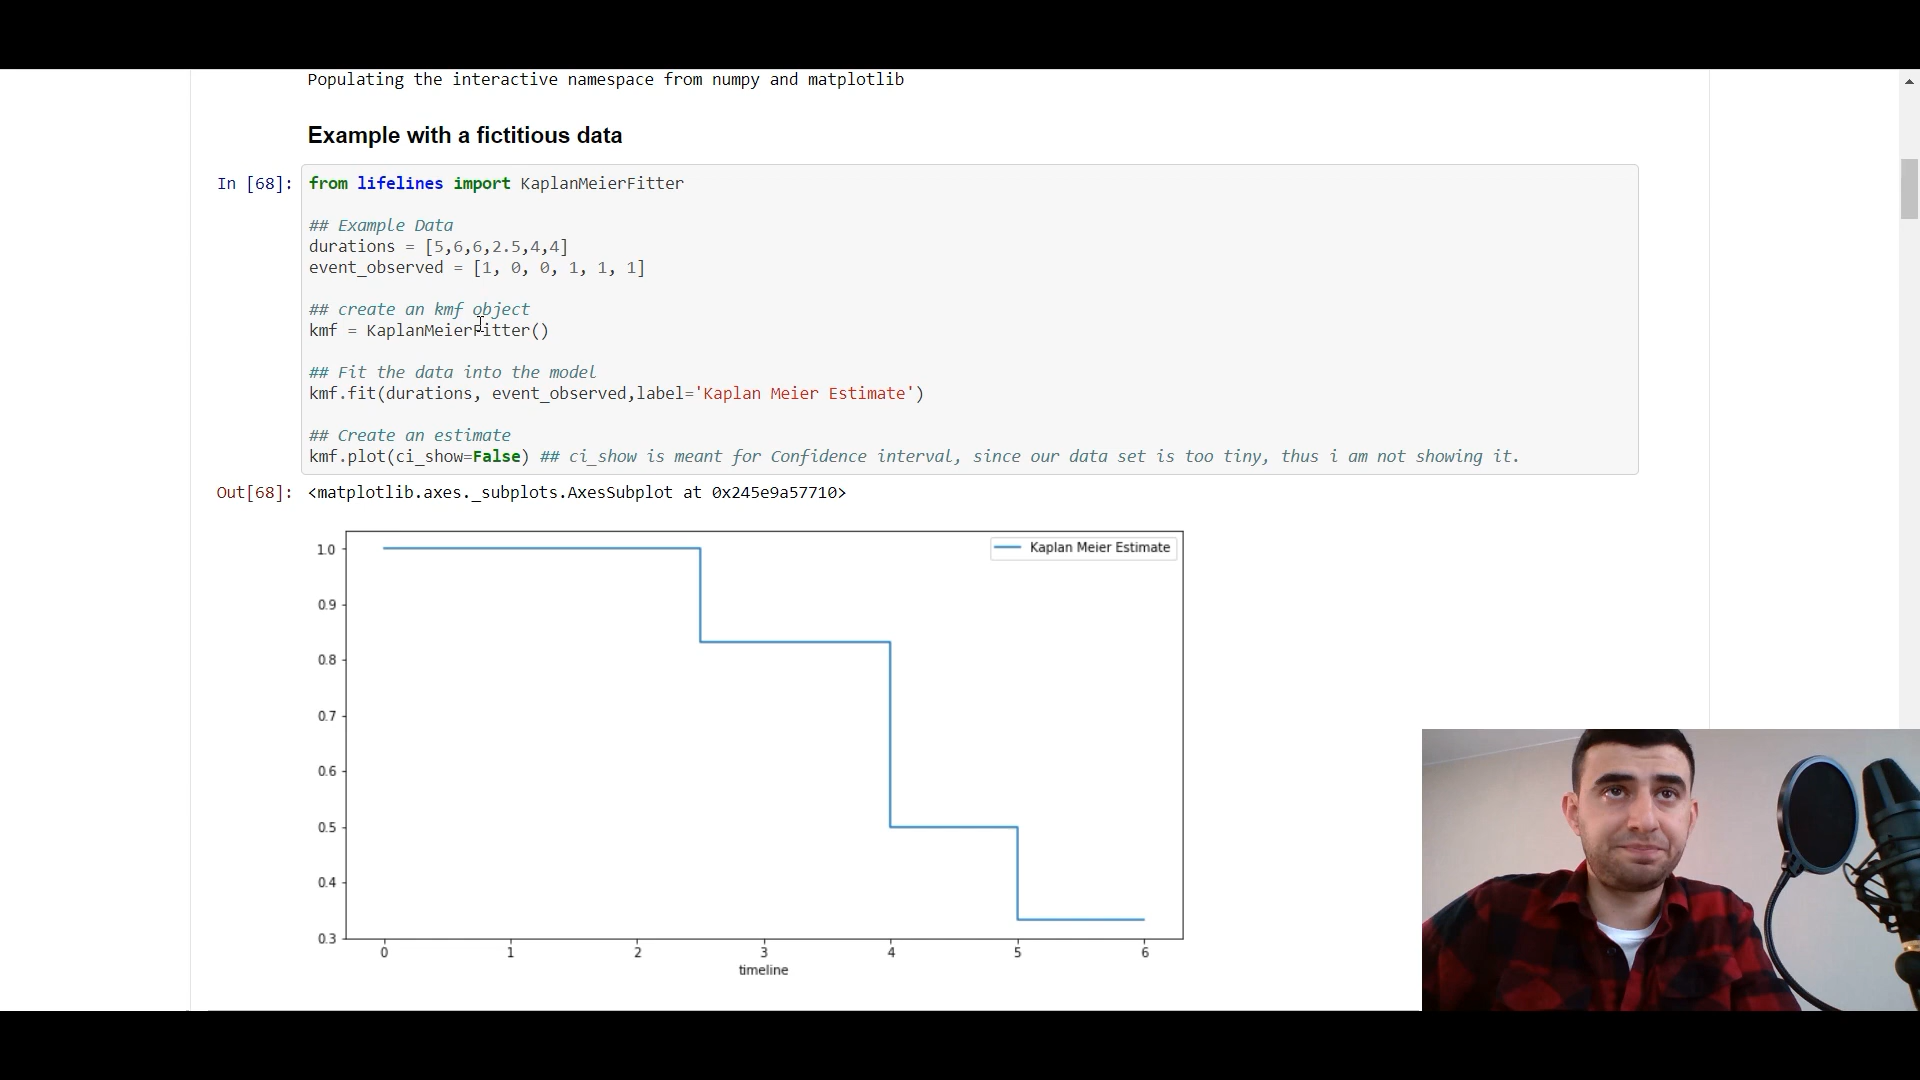 Populating the interactive namespace from numpy and matplotlib
Example with a fictitious data
In [68]:
from lifelines import KaplanMeierFitter
## Example Data
durations = [5,6,6,2.5,4,4]
event_observed = [1, 0, 0, 1, 1, 1]
## create an kmf object
kmf = KaplanMeierFitter()
## Fit the data into the model
kmf.fit(durations, event_observed,label='Kaplan Meier Estimate')
## Create an estimate
kmf.plot(ci_show=False) ## ci_show is meant for Confidence interval, since our data set is too tiny, thus i am not showing it.
Out[68]: <matplotlib.axes._subplots.AxesSubplot at 0x245e9a57710>
Kaplan Meier Estimate
1.0
0.9
0.8
0.7
0.6
0.5
0.4
0.3
0 1 2 3 4 5 6
timeline